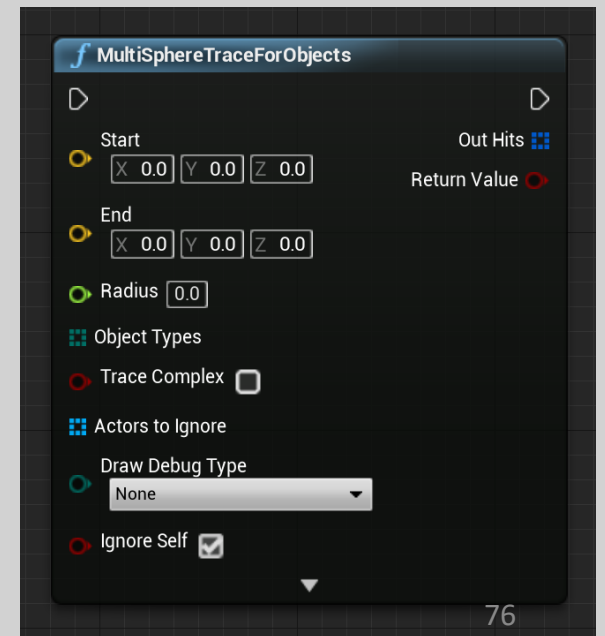 f MultiSphereTraceForObjects
Start
X 0.0 Y 0.0 Z 0.0
Out Hits
Return Value
End
X 0.0 Y 0.0 Z 0.0
Radius 0.0
Object Types
Trace Complex
Actors to Ignore
Draw Debug Type
None
Ignore Self
76